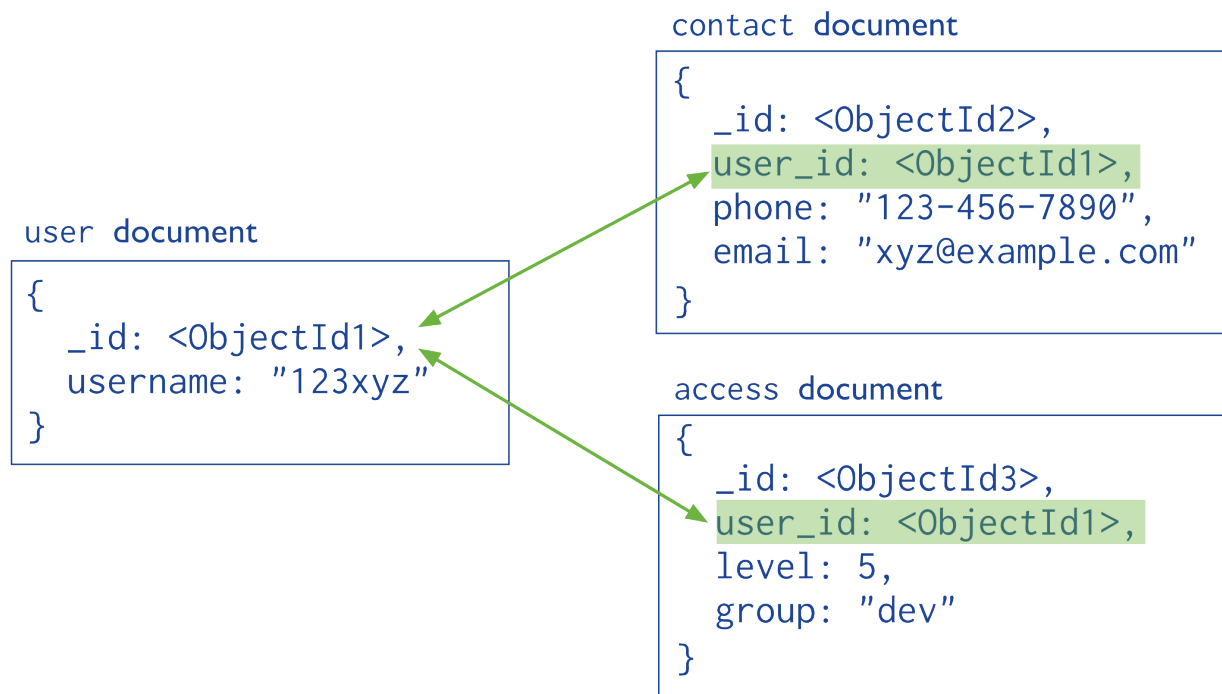 user document
{
_id: <ObjectId1>,
username: "123xyz"
}
contact document
{
_id: <ObjectId2>,
user_id: <ObjectId1>,
phone: "123-456-7890",
email: "xyz@example.com"
}
access document
{
_id: <ObjectId3>,
user_id: <ObjectId1>,
level: 5,
group: "dev"
}